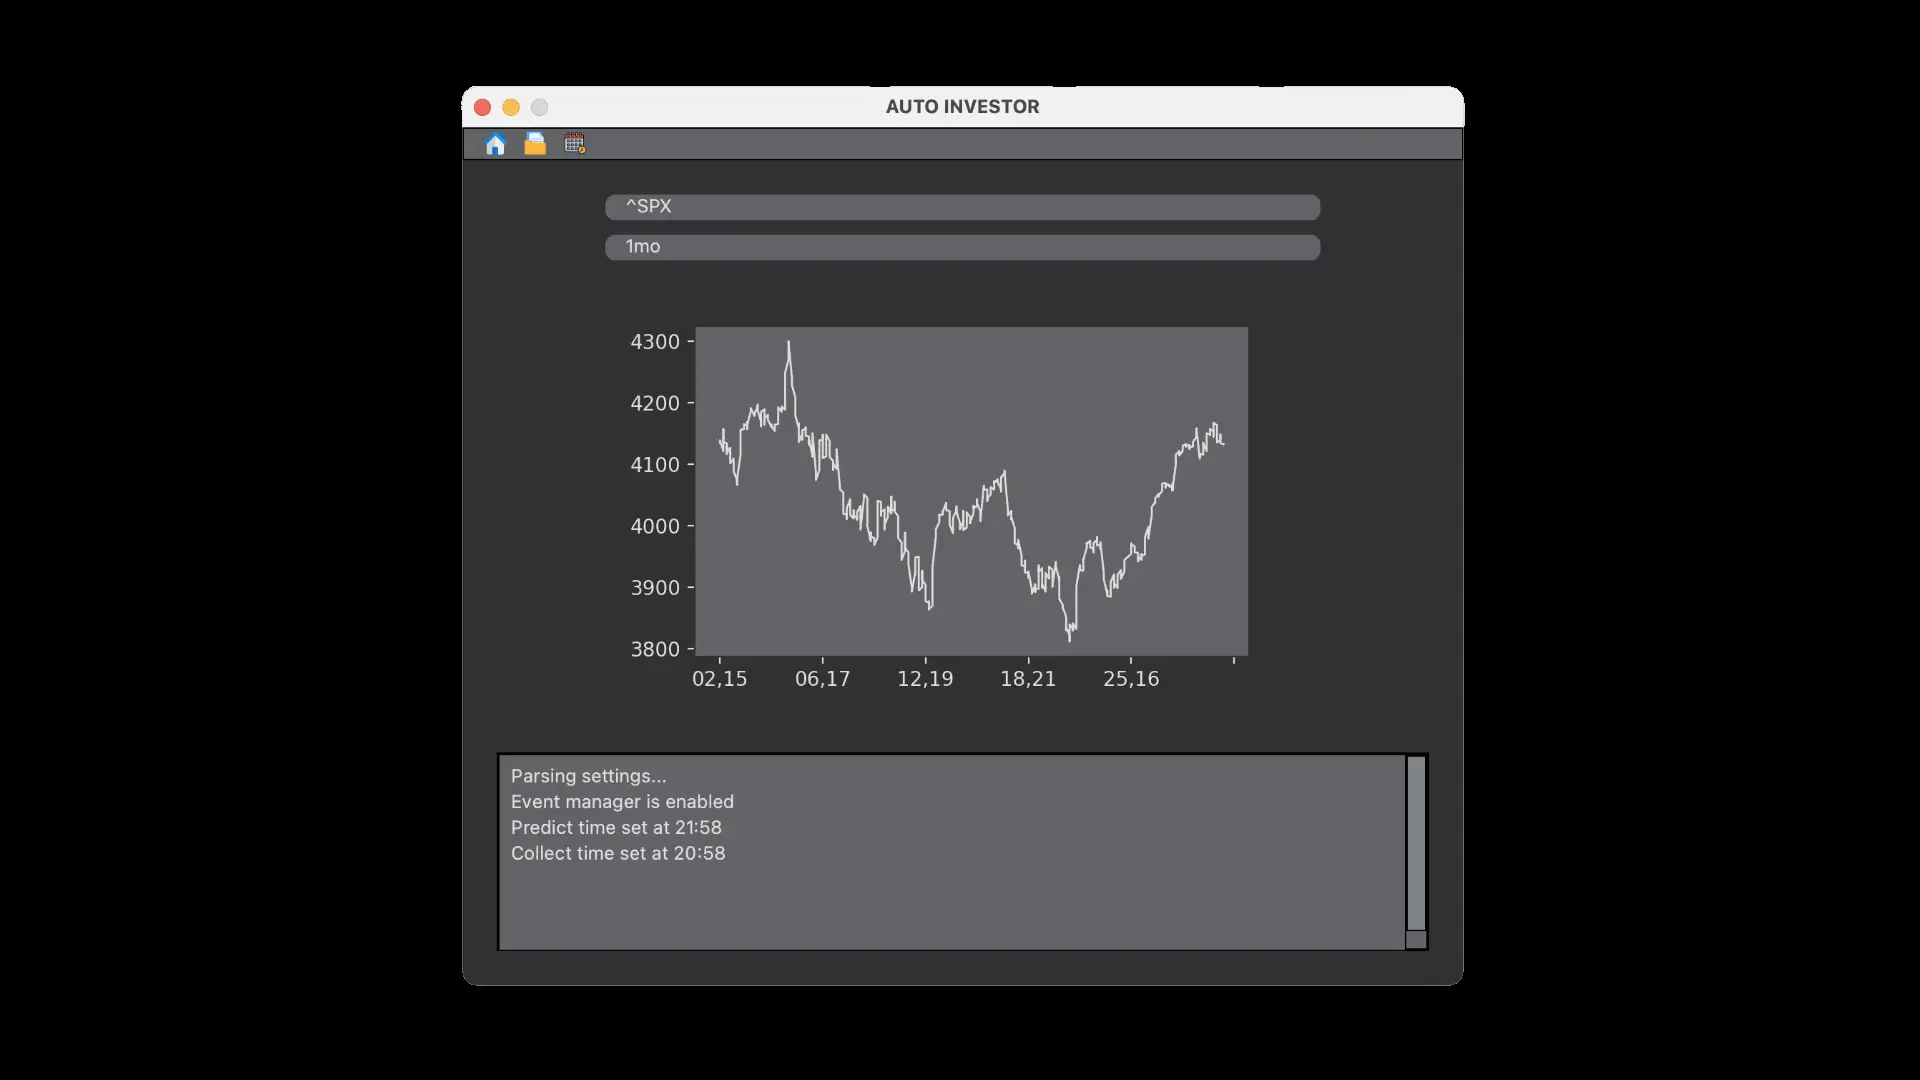 AUTO INVESTOR
^SPX
1mo
4300
4200
4100
4000
3900
3800
02,15 06,17 12,19 18,21 25,16
Parsing settings...
Event manager is enabled
Predict time set at 21:58
Collect time set at 20:58